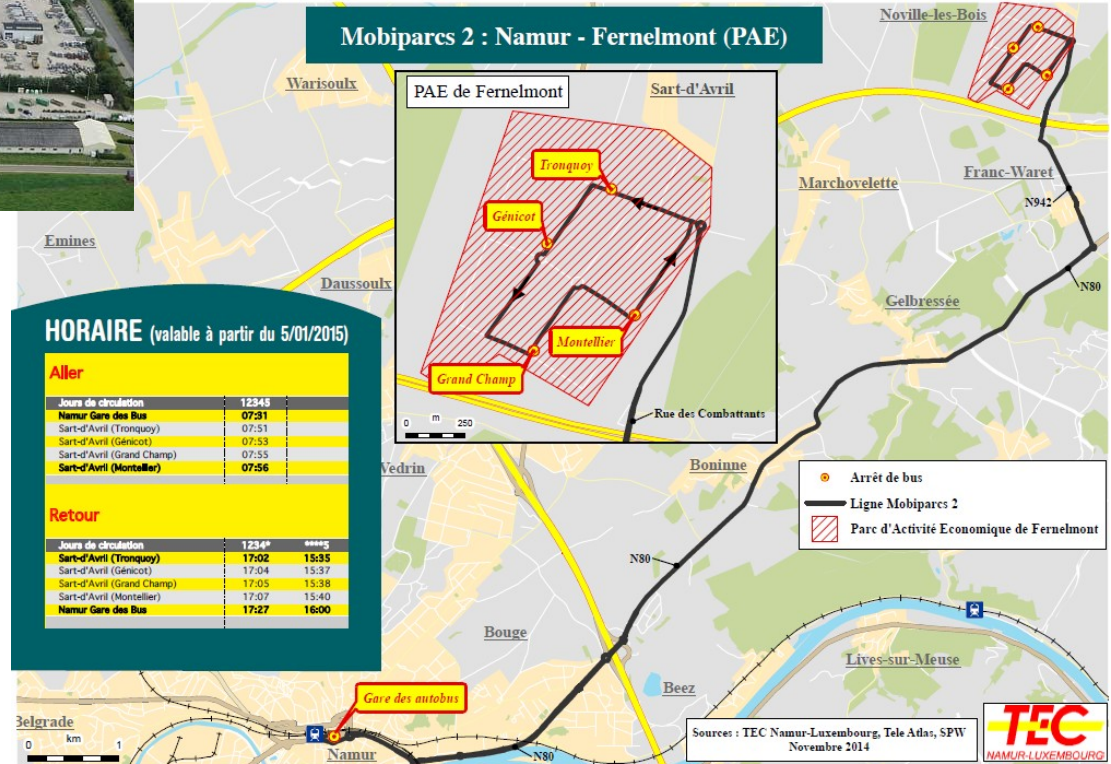 Mobiparcs 2 : Namur - Fernelmont (PAE)
Noville-les-Bois
Warisoulx
PAE de Fernelmont
Sart-d'Avril
Tronquoy
Génicot
Montellier
Grand Champ
Rue des Combattants
0 m 250
Marchovelette
Franc-Waret
N942
N80
Emines
Daussoulx
Gelbressée
HORAIRE (valable à partir du 5/01/2015)
Aller
Jours de circulation 12345
Namur Gare des Bus 07:31
Sart-d'Avril (Tronquoy) 07:51
Sart-d'Avril (Génicot) 07:53
Sart-d'Avril (Grand Champ) 07:55
Sart-d'Avril (Montellier) 07:56
Retour
Jours de circulation 1234* ****5
Sart-d'Avril (Tronquoy) 17:02 15:35
Sart-d'Avril (Génicot) 17:04 15:37
Sart-d'Avril (Grand Champ) 17:05 15:38
Sart-d'Avril (Montellier) 17:07 15:40
Namur Gare des Bus 17:27 16:00
Vedrin
Boninne
Arrêt de bus
Ligne Mobiparcs 2
Parc d'Activité Economique de Fernelmont
N80
Bouge
Lives-sur-Meuse
Beez
Gare des autobus
Belgrade
0 km 1
Namur
N80
Sources : TEC Namur-Luxembourg, Tele Atlas, SPW
Novembre 2014
TEC
NAMUR-LUXEMBOURG